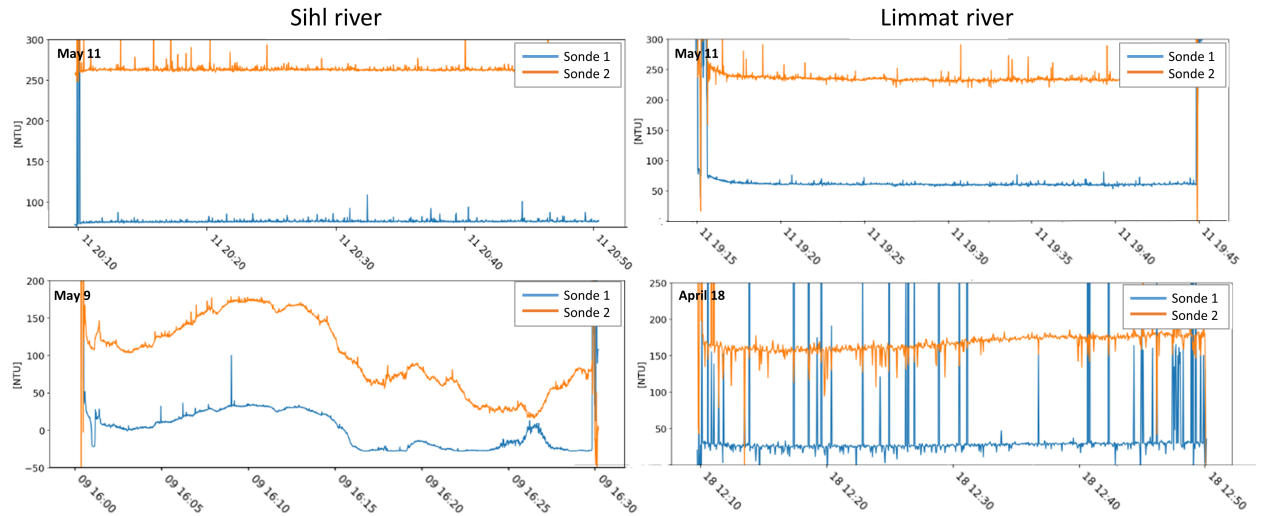 Sihl river
Limmat river
May 11
Sonde 1
Sonde 2
[NTU]
300
250
200
150
100
11 20:10
11 20:20
11 20:30
11 20:40
11 20:50
May 11
Sonde 1
Sonde 2
[NTU]
300
250
200
150
100
50
11 19:15
11 19:20
11 19:25
11 19:30
11 19:35
11 19:40
11 19:45
May 9
Sonde 1
Sonde 2
[NTU]
200
150
100
50
0
−50
09 16:00
09 16:05
09 16:10
09 16:15
09 16:20
09 16:25
09 16:30
April 18
Sonde 1
Sonde 2
[NTU]
250
200
150
100
50
18 12:10
18 12:20
18 12:30
18 12:40
18 12:50